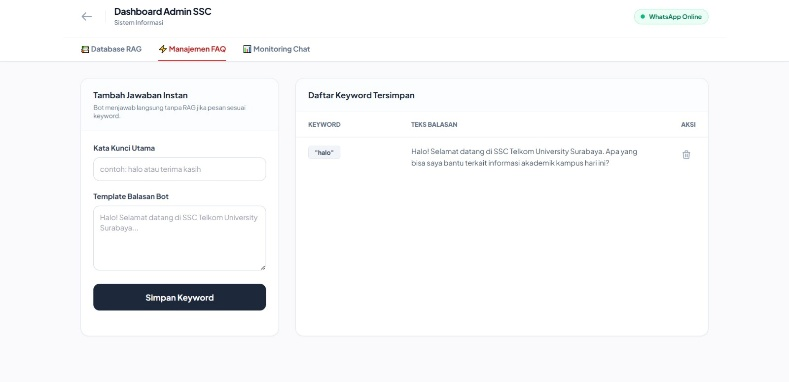 Dashboard Admin SSC
Sistem Informasi
WhatsApp Online
Database RAG
Manajemen FAQ
Monitoring Chat
Tambah Jawaban Instan
Bot menjawab langsung tanpa RAG jika pesan sesuai
keyword.
Kata Kunci Utama
contoh: halo atau terima kasih
Template Balasan Bot
Halo! Selamat datang di SSC Telkom University
Surabaya...
Simpan Keyword
Daftar Keyword Tersimpan
KEYWORD TEKS BALASAN AKSI
"halo"
Halo! Selamat datang di SSC Telkom University Surabaya. Apa yang
bisa saya bantu terkait informasi akademik kampus hari ini?